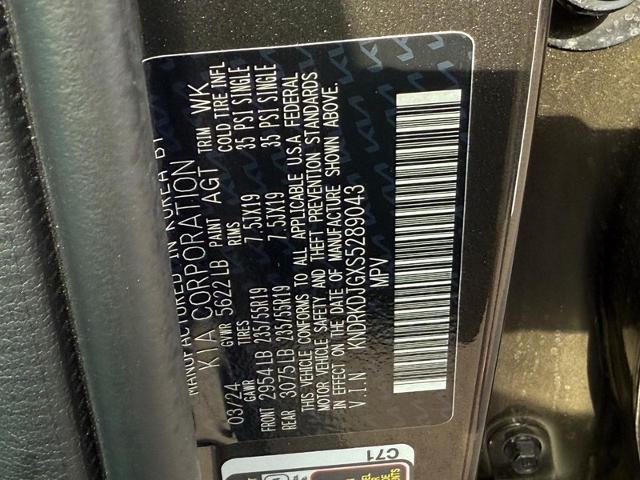 MANUFACTURED IN KOREA BY
KIA CORPORATION
03/24 GVWR 5622 LB PAINT AGT TRIM WK
GAWR TIRES RIMS COLD TIRE INFL
FRONT 2954 LB 235/55R19 7.5JX19 35 PSI SINGLE
REAR 3075 LB 235/55R19 7.5JX19 35 PSI SINGLE
THIS VEHICLE CONFORMS TO ALL APPLICABLE U.S.A FEDERAL
MOTOR VEHICLE SAFETY AND THEFT PREVENTION STANDARDS
IN EFFECT ON THE DATE OF MANUFACTURE SHOWN ABOVE.
V.I.N KNDRKDJGXS5289043
MPV
C71